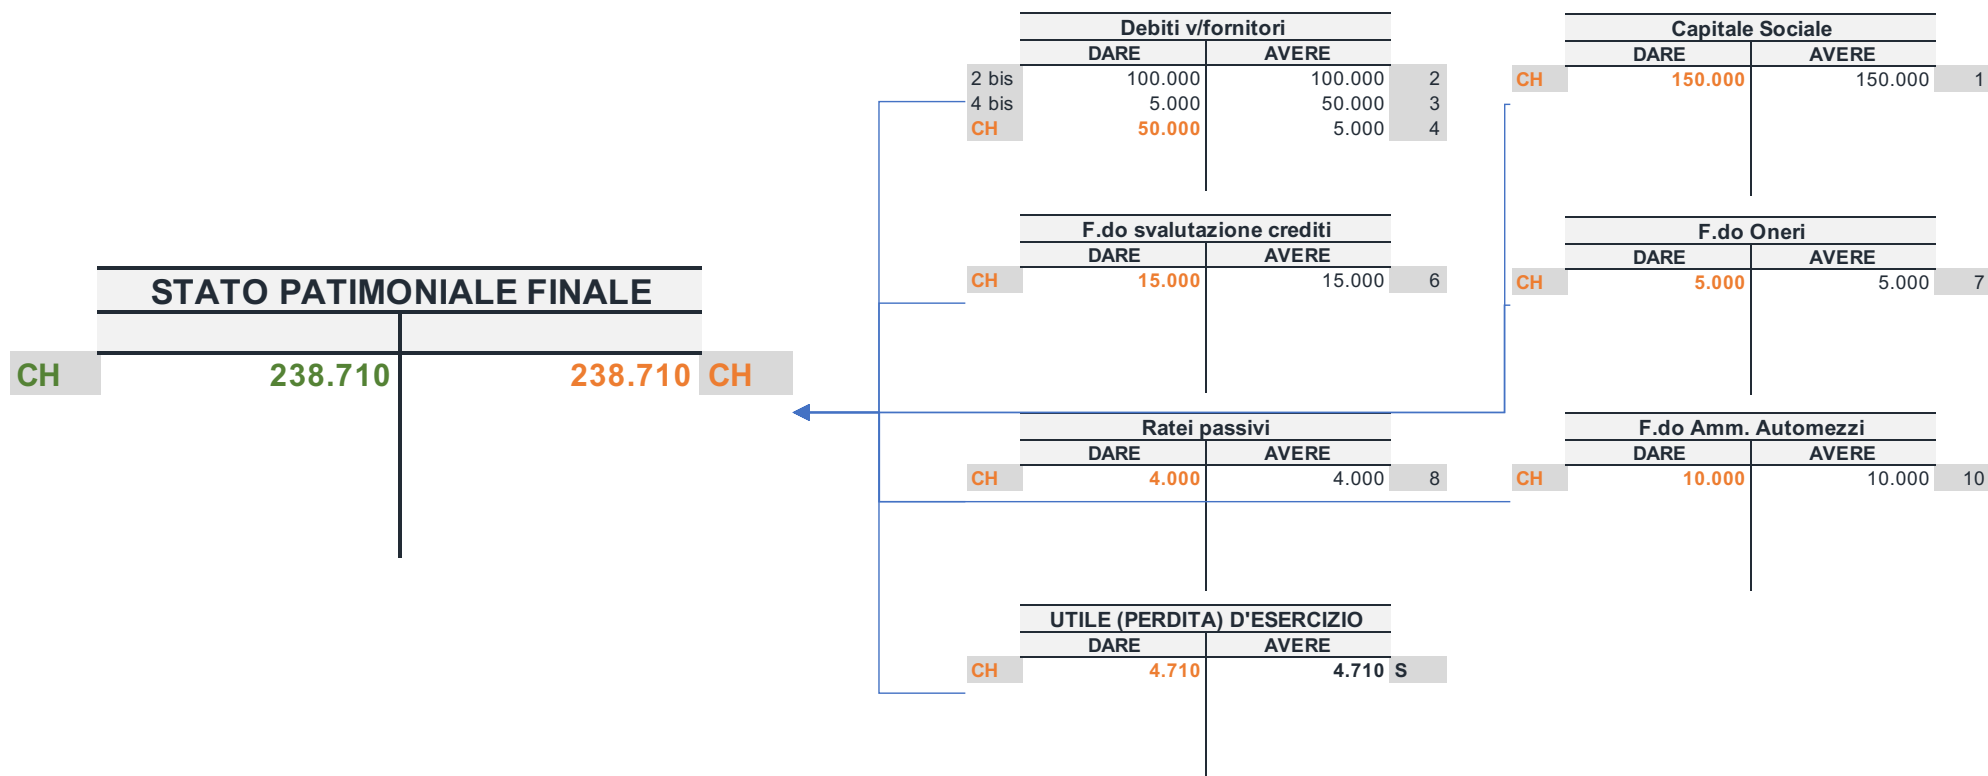 Debiti v/fornitori
DARE AVERE
2 bis 100.000 100.000 2
4 bis 5.000 50.000 3
CH 50.000 5.000 4
Capitale Sociale
DARE AVERE
CH 150.000 150.000 1
F.do svalutazione crediti
DARE AVERE
CH 15.000 15.000 6
F.do Oneri
DARE AVERE
CH 5.000 5.000 7
STATO PATIMONIALE FINALE
CH 238.710 238.710 CH
Ratei passivi
DARE AVERE
CH 4.000 4.000 8
F.do Amm. Automezzi
DARE AVERE
CH 10.000 10.000 10
UTILE (PERDITA) D'ESERCIZIO
DARE AVERE
CH 4.710 4.710 S